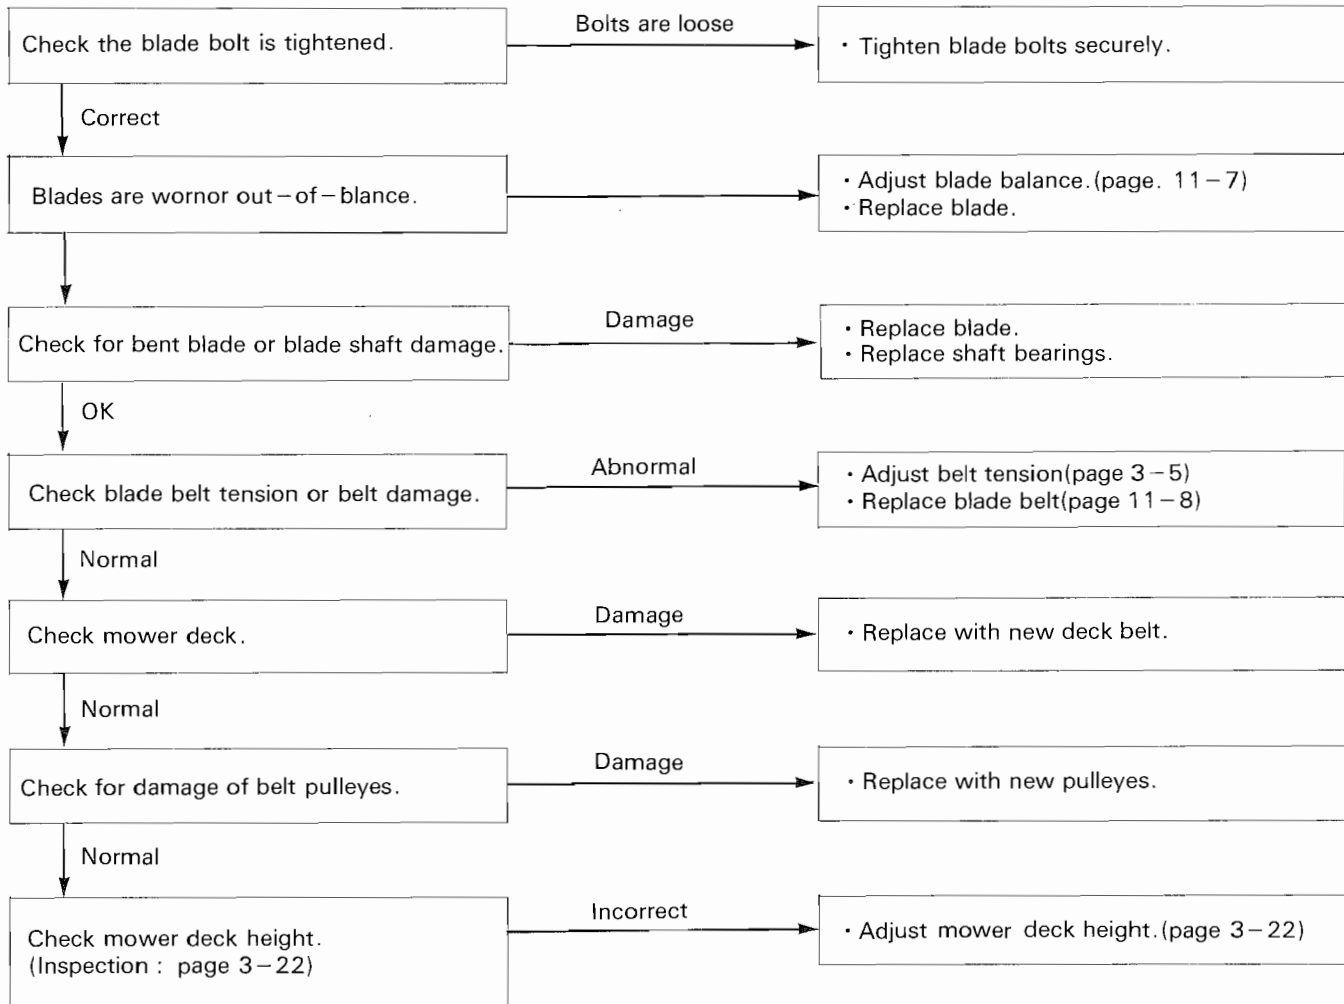 Check the blade bolt is tightened.
Bolts are loose
· Tighten blade bolts securely.
Correct
Blades are wornor out-of-blance.
· Adjust blade balance.(page. 11-7)
· Replace blade.
Check for bent blade or blade shaft damage.
Damage
· Replace blade.
· Replace shaft bearings.
OK
Check blade belt tension or belt damage.
Abnormal
· Adjust belt tension(page 3-5)
· Replace blade belt(page 11-8)
Normal
Check mower deck.
Damage
· Replace with new deck belt.
Normal
Check for damage of belt pulleyes.
Damage
· Replace with new pulleyes.
Normal
Check mower deck height.
(Inspection : page 3-22)
Incorrect
· Adjust mower deck height.(page 3-22)